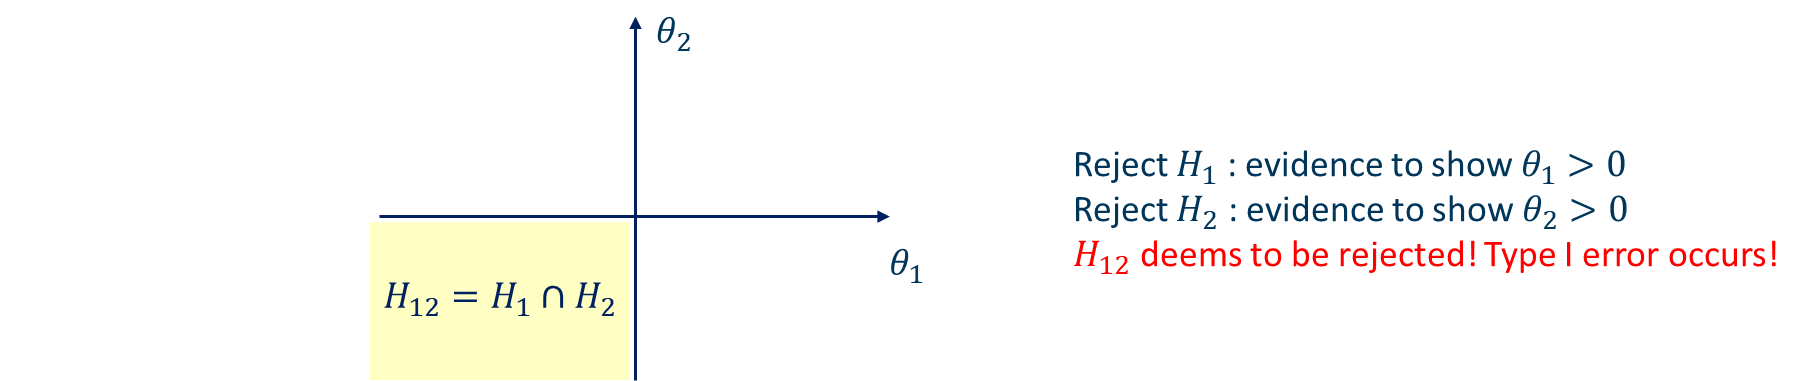 θ₂
θ₁
H₁₂ = H₁ ∩ H₂
Reject H₁ : evidence to show θ₁ > 0
Reject H₂ : evidence to show θ₂ > 0
H₁₂ deems to be rejected! Type I error occurs!